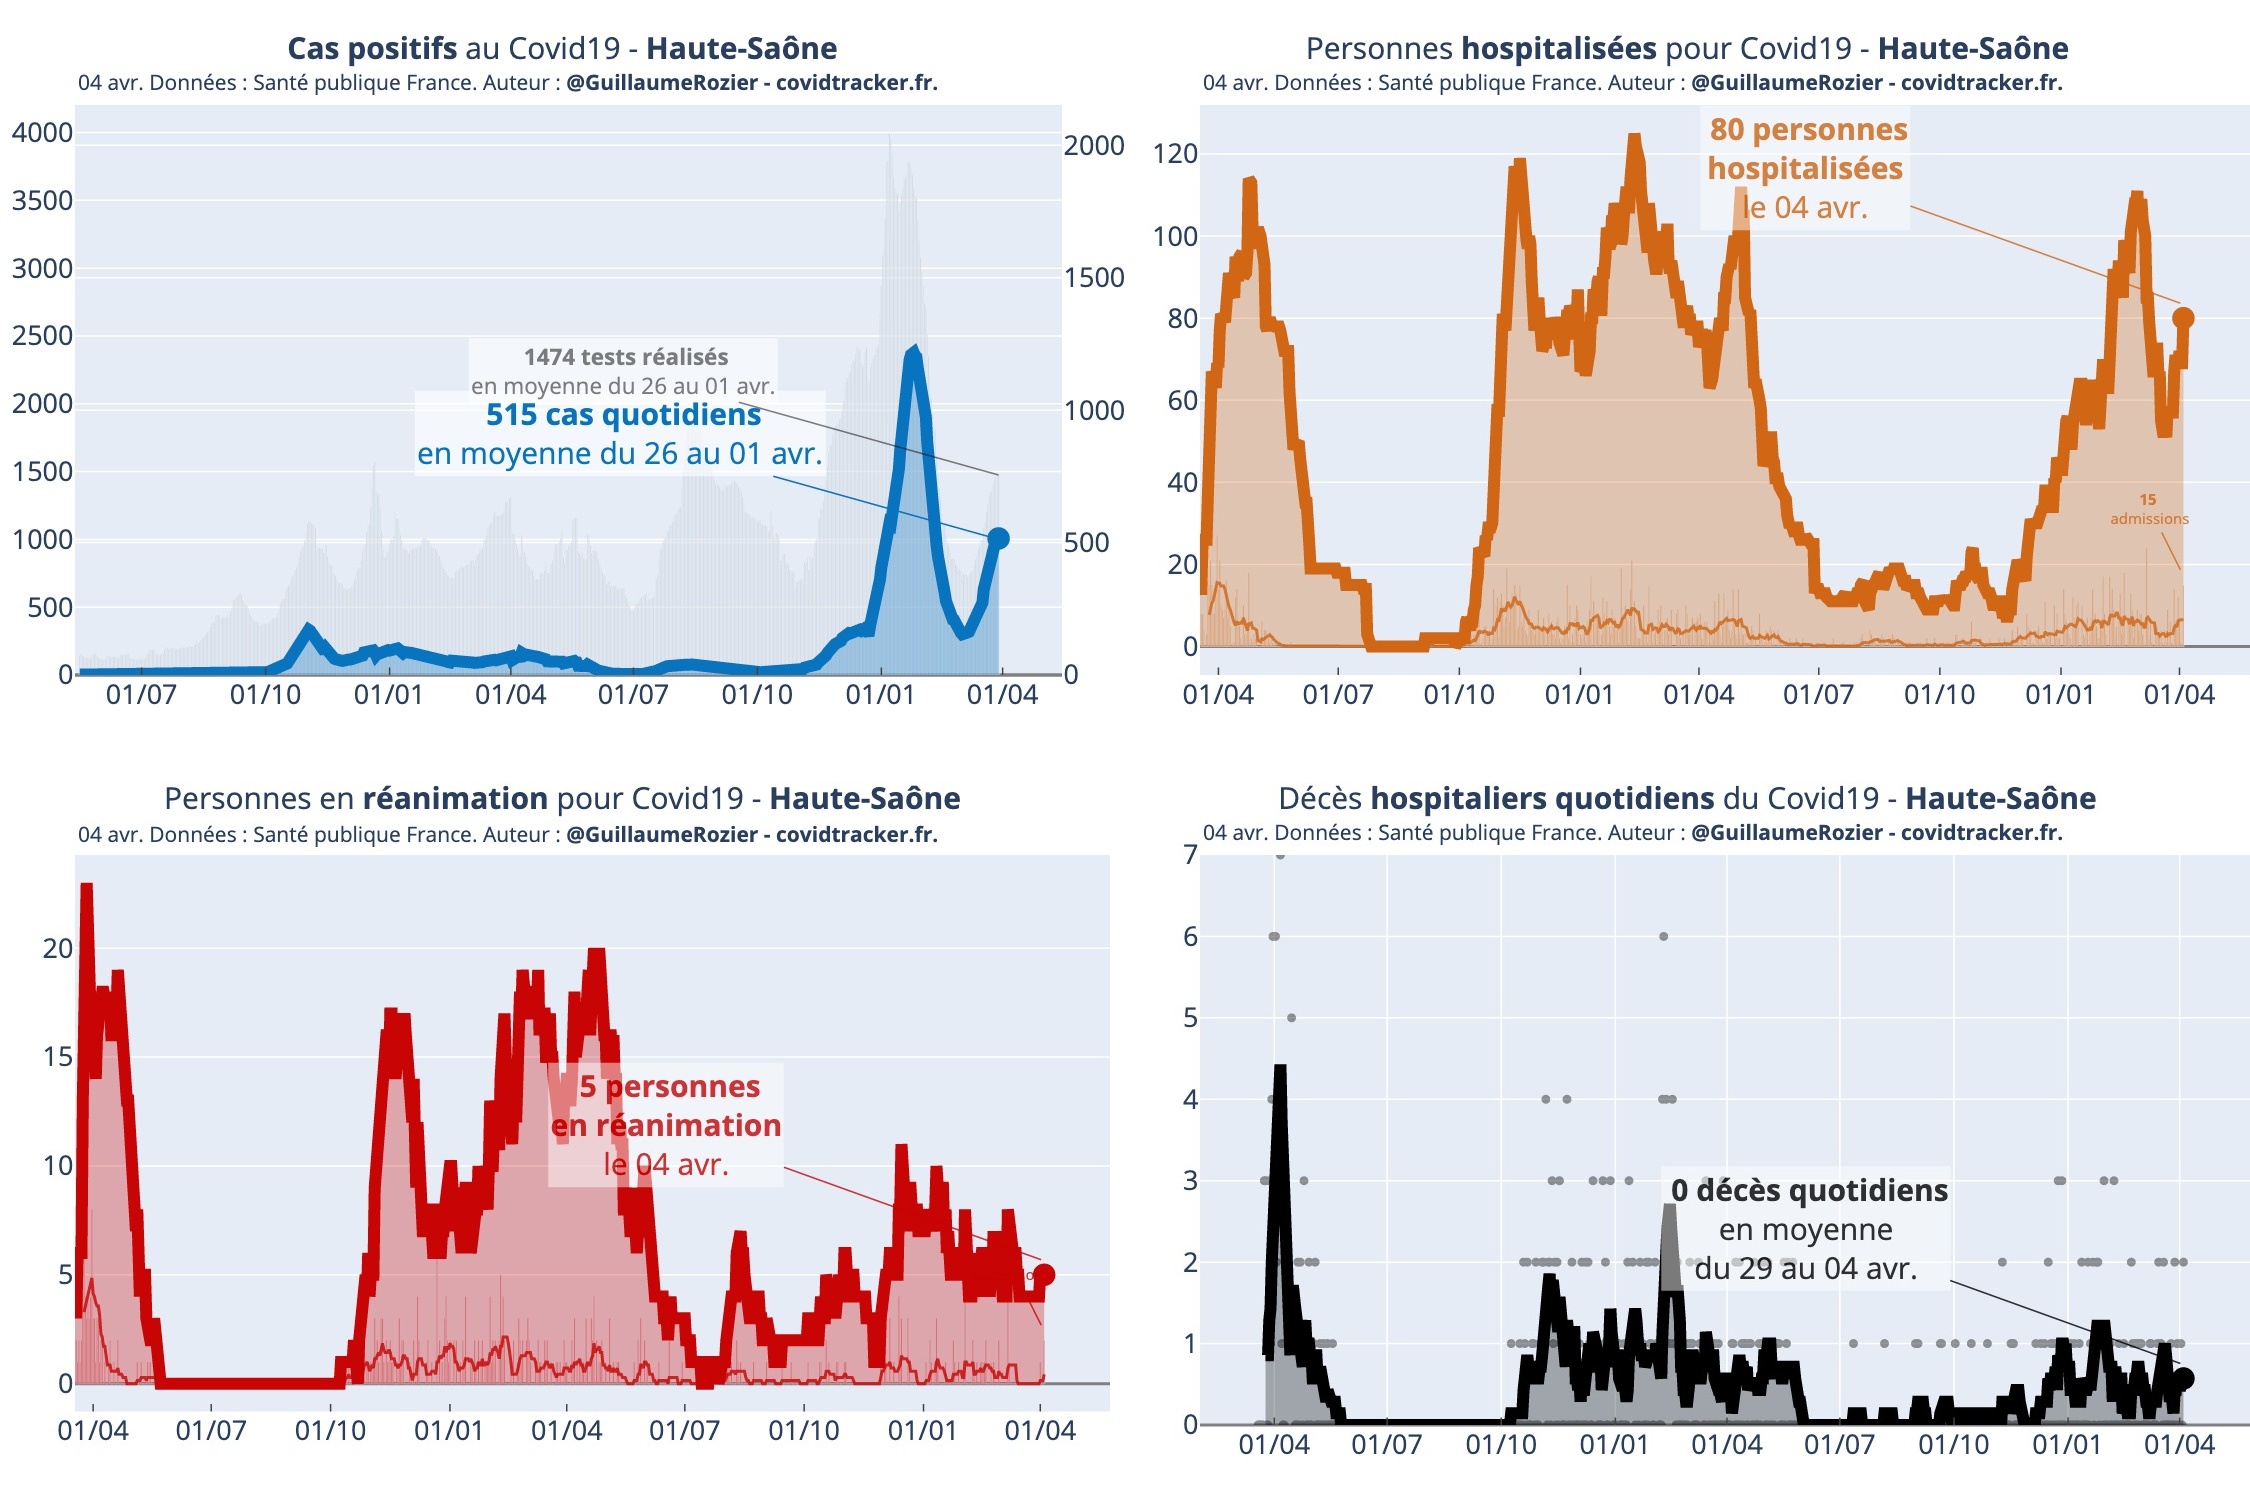 Cas positifs au Covid19 - Haute-Saône
04 avr. Données : Santé publique France. Auteur : @GuillaumeRozier - covidtracker.fr.
4000
3500
3000
2500
2000
1500
1000
500
0
2000
1500
1000
500
0
1474 tests réalisés
en moyenne du 26 au 01 avr.
515 cas quotidiens
en moyenne du 26 au 01 avr.
01/07 01/10 01/01 01/04 01/07 01/10 01/01 01/04
Personnes hospitalisées pour Covid19 - Haute-Saône
04 avr. Données : Santé publique France. Auteur : @GuillaumeRozier - covidtracker.fr.
120
100
80
60
40
20
0
80 personnes
hospitalisées
le 04 avr.
15
admissions
01/04 01/07 01/10 01/01 01/04 01/07 01/10 01/01 01/04
Personnes en réanimation pour Covid19 - Haute-Saône
04 avr. Données : Santé publique France. Auteur : @GuillaumeRozier - covidtracker.fr.
20
15
10
5
0
5 personnes
en réanimation
le 04 avr.
01/04 01/07 01/10 01/01 01/04 01/07 01/10 01/01 01/04
Décès hospitaliers quotidiens du Covid19 - Haute-Saône
04 avr. Données : Santé publique France. Auteur : @GuillaumeRozier - covidtracker.fr.
7
6
5
4
3
2
1
0
0 décès quotidiens
en moyenne
du 29 au 04 avr.
01/04 01/07 01/10 01/01 01/04 01/07 01/10 01/01 01/04